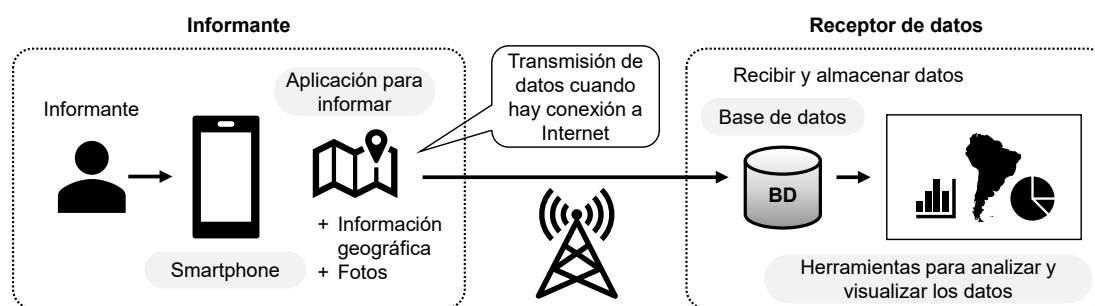 Informante
Receptor de datos
Informante
Smartphone
Aplicación para
informar
+ Información
geográfica
+ Fotos
Transmisión de
datos cuando
hay conexión a
Internet
Recibir y almacenar datos
Base de datos
BD
Herramientas para analizar y
visualizar los datos